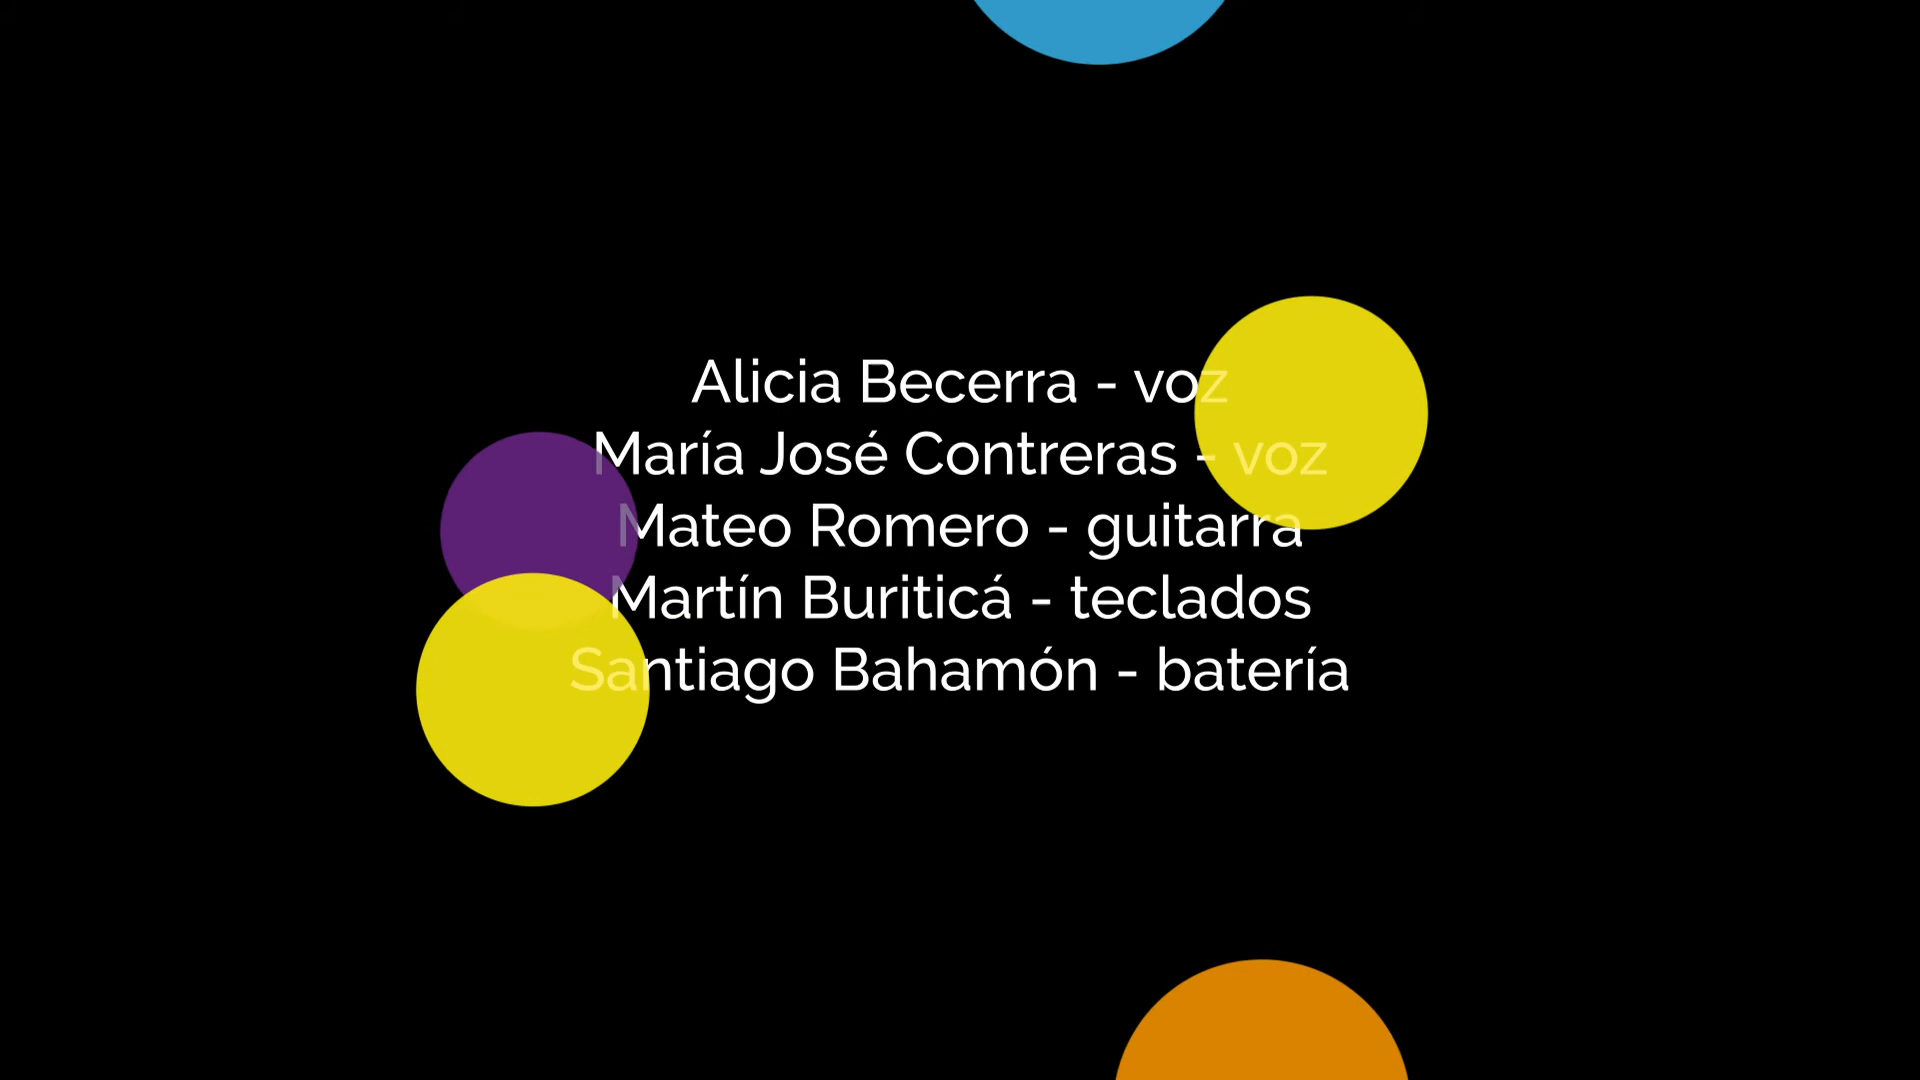 Alicia Becerra - voz
María José Contreras - voz
Mateo Romero - guitarra
Martín Buriticá - teclados
Santiago Bahamón - batería